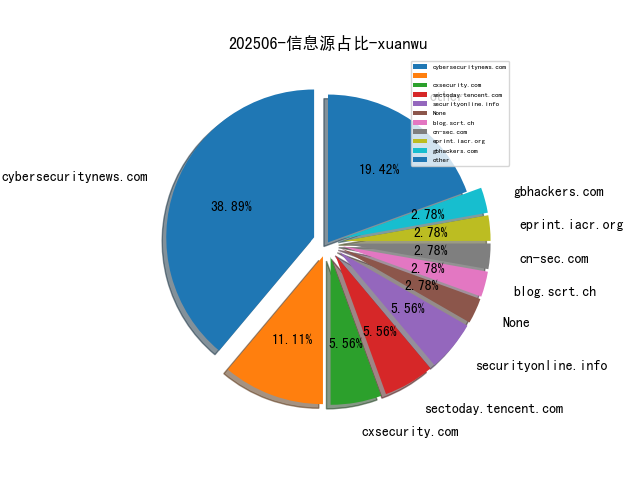 202506-信息源占比-xuanwu
cybersecuritynews.com
cxsecurity.com
sectoday.tencent.com
securityonline.info
None
blog.scrt.ch
cn-sec.com
eprint.iacr.org
gbhackers.com
other
cybersecuritynews.com
38.89%
19.42%
gbhackers.com
2.78%
eprint.iacr.org
2.78%
cn-sec.com
2.78%
blog.scrt.ch
2.78%
None
2.78%
securityonline.info
5.56%
sectoday.tencent.com
5.56%
cxsecurity.com
5.56%
11.11%